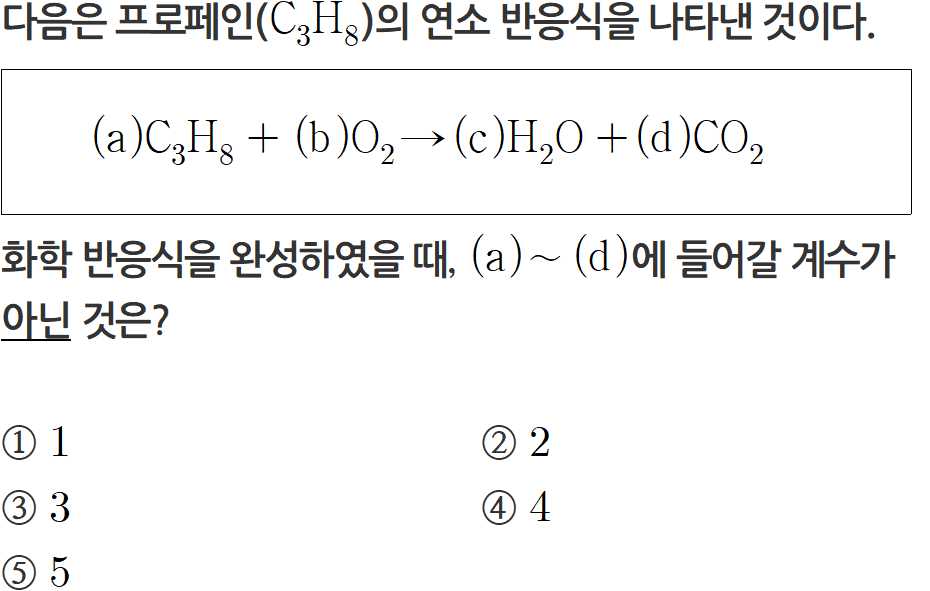 다음은 프로페인(C₃H₈)의 연소 반응식을 나타낸 것이다.
(a)C₃H₈ + (b)O₂→(c)H₂O +(d)CO₂
화학 반응식을 완성하였을 때, (a)~ (d)에 들어갈 계수가
아닌 것은?
① 1 ② 2
③ 3 ④ 4
⑤ 5